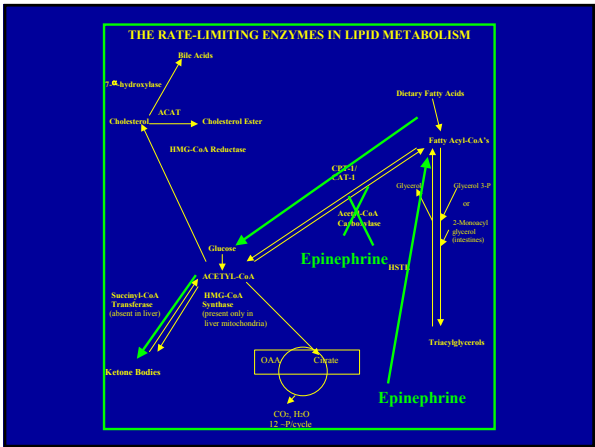 THE RATE-LIMITING ENZYMES IN LIPID METABOLISM
Bile Acids
7-α-hydroxylase
Dietary Fatty Acids
ACAT
Cholesterol
Cholesterol Ester
Fatty Acyl-CoA's
HMG-CoA Reductase
CPT-1/
CAT-1
Glycerol
Glycerol 3-P
or
2-Monoacyl
glycerol
(intestines)
Acetyl-CoA
Carboxylase
Glucose
Epinephrine
HSTL
ACETYL-CoA
Succinyl-CoA
Transferase
(absent in liver)
HMG-CoA
Synthase
(present only in
liver mitochondria)
Triacylglycerols
OAA
Citrate
Ketone Bodies
Epinephrine
CO₂, H₂O
12 ~P/cycle